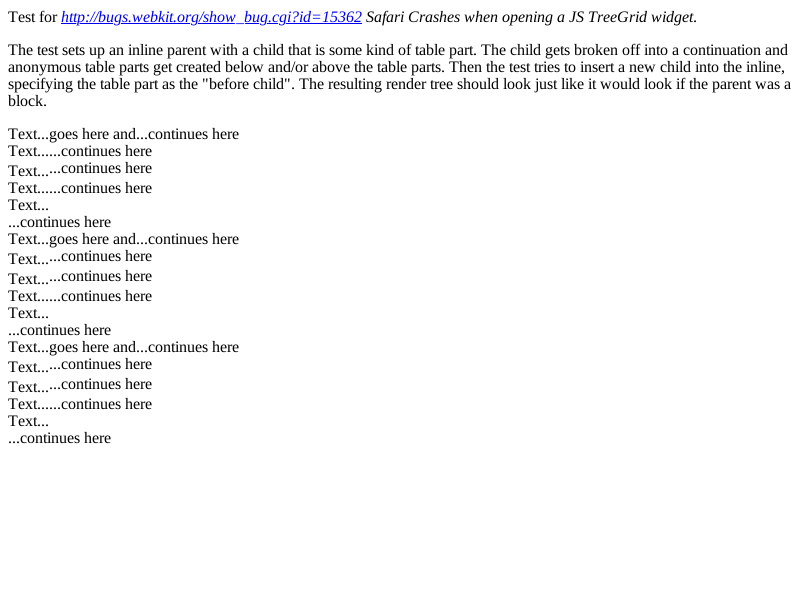 Test for http://bugs.webkit.org/show_bug.cgi?id=15362 Safari Crashes when opening a JS TreeGrid widget.
The test sets up an inline parent with a child that is some kind of table part. The child gets broken off into a continuation and
anonymous table parts get created below and/or above the table parts. Then the test tries to insert a new child into the inline,
specifying the table part as the "before child". The resulting render tree should look just like it would look if the parent was a
block.
Text...goes here and...continues here
Text......continues here
Text......continues here
Text......continues here
Text...
...continues here
Text...goes here and...continues here
Text......continues here
Text......continues here
Text......continues here
Text...
...continues here
Text...goes here and...continues here
Text......continues here
Text......continues here
Text......continues here
Text...
...continues here